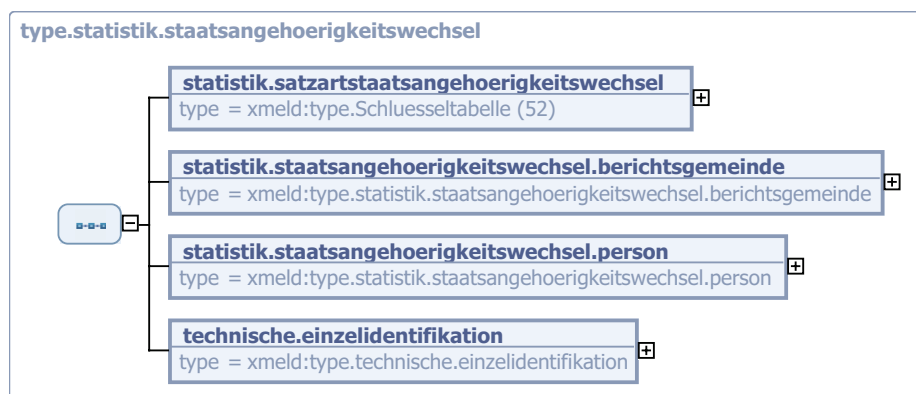 type.statistik.staatsangehoerigkeitswechsel
statistik.satzartstaatsangehoerigkeitswechsel
type = xmeld:type.Schluesseltabelle (52)
statistik.staatsangehoerigkeitswechsel.berichtsgemeinde
type = xmeld:type.statistik.staatsangehoerigkeitswechsel.berichtsgemeinde
statistik.staatsangehoerigkeitswechsel.person
type = xmeld:type.statistik.staatsangehoerigkeitswechsel.person
technische.einzelidentifikation
type = xmeld:type.technische.einzelidentifikation